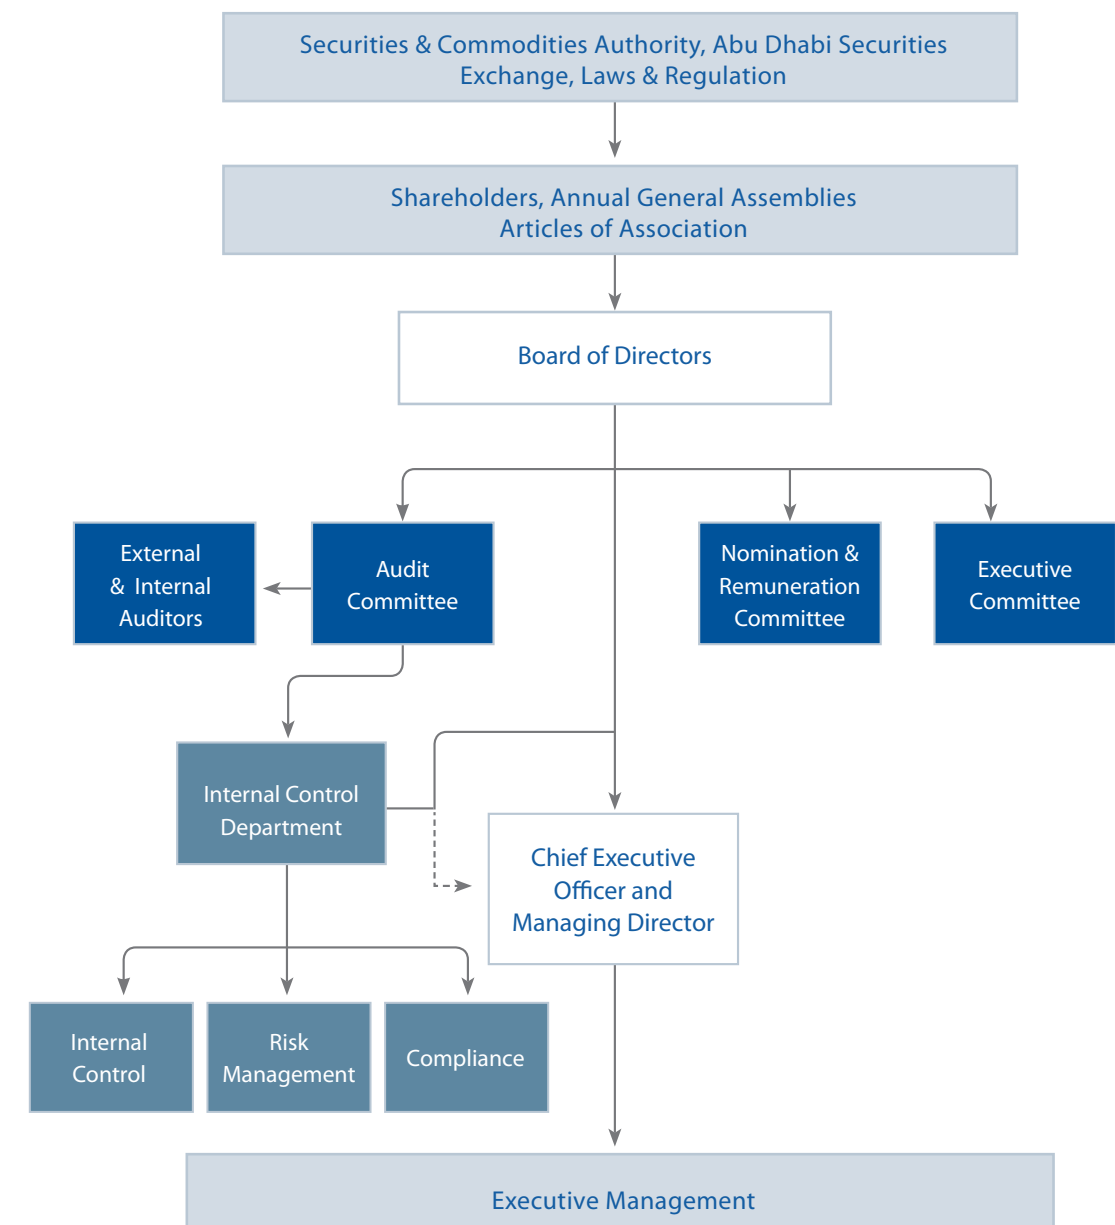 Securities & Commodities Authority, Abu Dhabi Securities
Exchange, Laws & Regulation
Shareholders, Annual General Assemblies
Articles of Association
Board of Directors
External
& Internal
Auditors
Audit
Committee
Nomination &
Remuneration
Committee
Executive
Committee
Internal Control
Department
Chief Executive
Officer and
Managing Director
Internal
Control
Risk
Management
Compliance
Executive Management